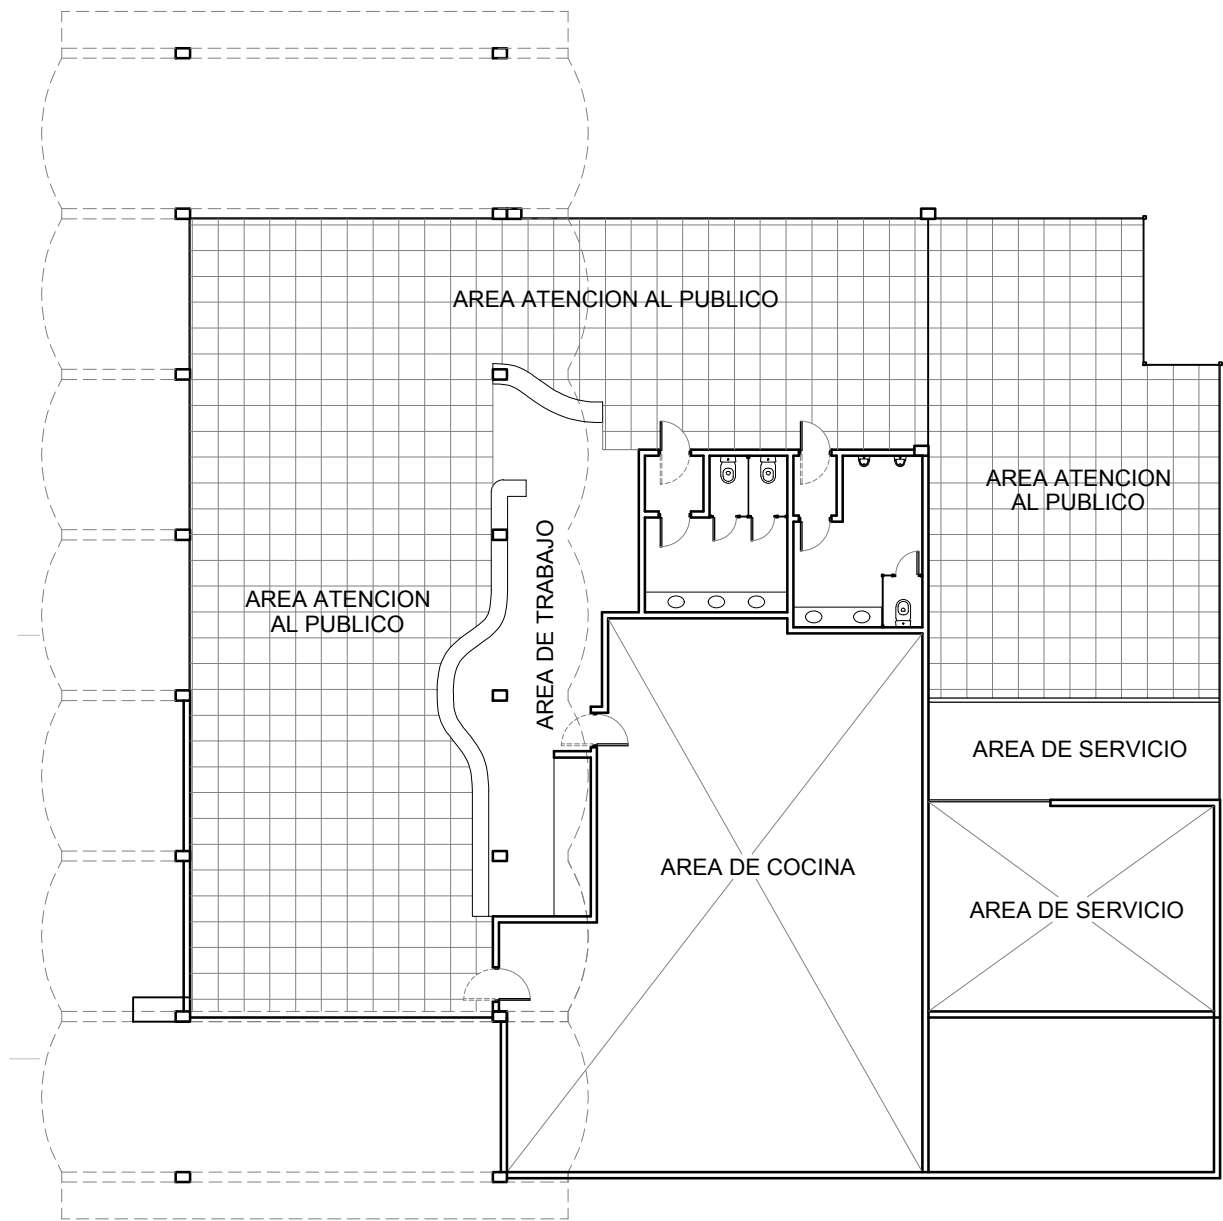 AREA ATENCION AL PUBLICO
AREA ATENCION
AL PUBLICO
AREA ATENCION
AL PUBLICO
AREA DE TRABAJO
AREA DE SERVICIO
AREA DE COCINA
AREA DE SERVICIO